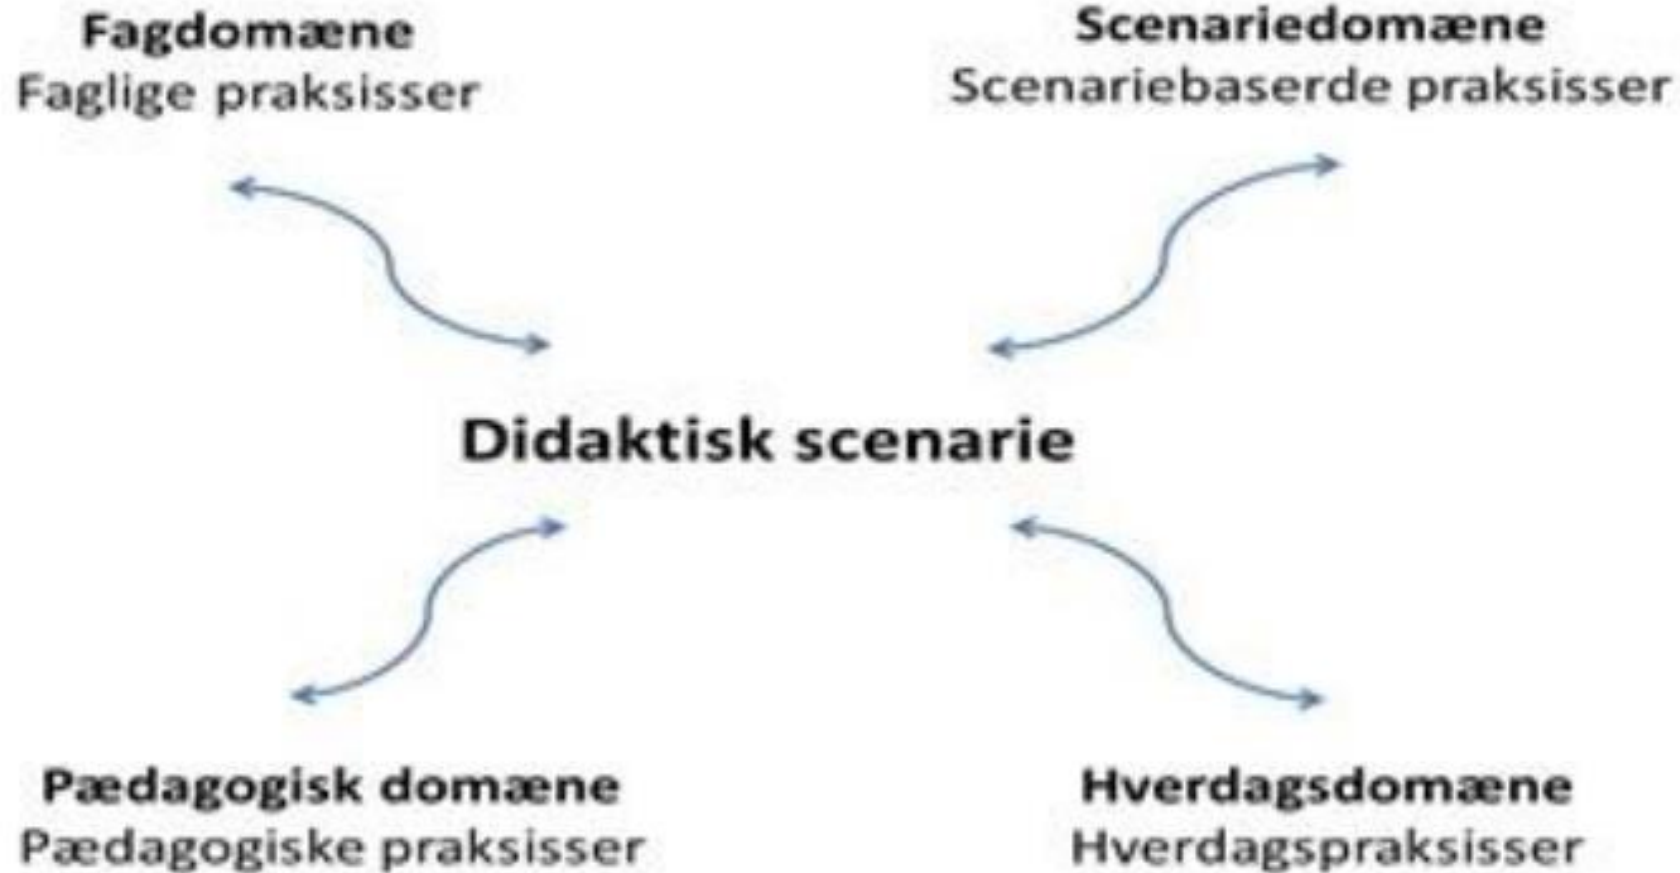 Fagdomæne
Faglige praksisser
Scenariedomæne
Scenariebaserde praksisser
Didaktisk scenarie
Pædagogisk domæne
Pædagogiske praksisser
Hverdagsdomæne
Hverdagspraksisser